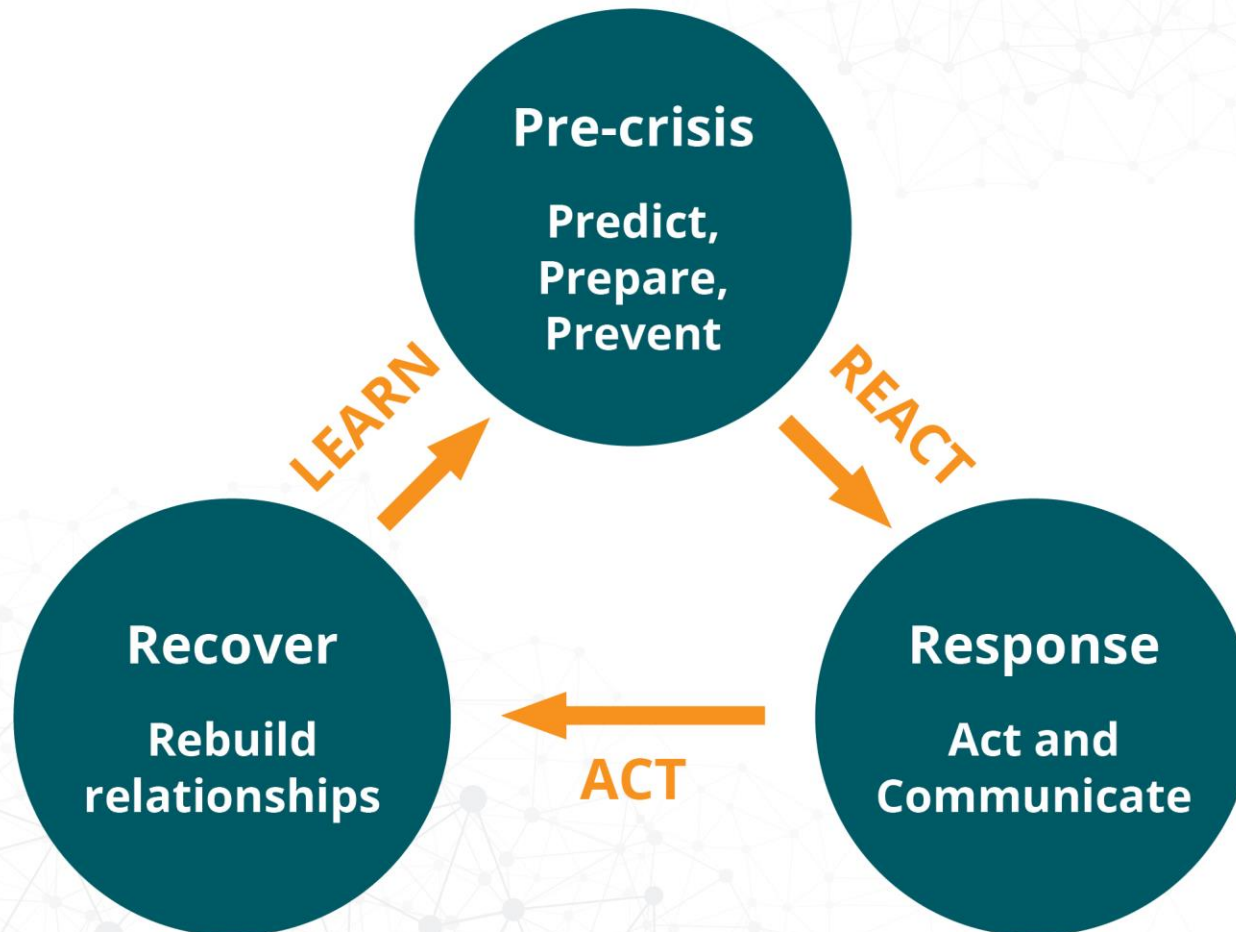 Pre-crisis
Predict,
Prepare,
Prevent
LEARN
REACT
Recover
Rebuild
relationships
ACT
Response
Act and
Communicate